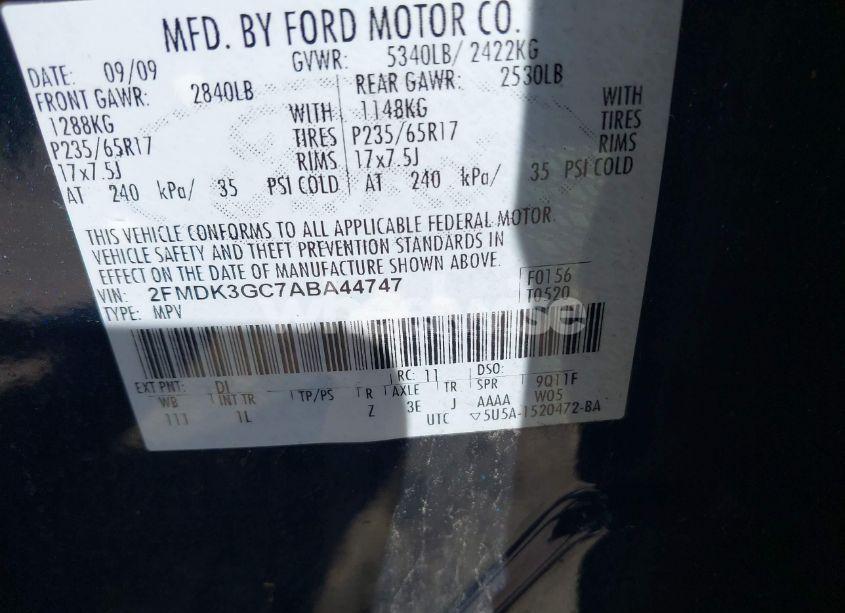 MFD. BY FORD MOTOR CO.
DATE: 09/09 GVWR: 5340LB/ 2422KG
FRONT GAWR: 2840LB REAR GAWR: 2530LB
1288KG WITH 1148KG WITH
P235/65R17 TIRES P235/65R17 TIRES
17x7.5J RIMS 17x7.5J RIMS
AT 240 kPa/ 35 PSI COLD AT 240 kPa/ 35 PSI COLD
THIS VEHICLE CONFORMS TO ALL APPLICABLE FEDERAL MOTOR
VEHICLE SAFETY AND THEFT PREVENTION STANDARDS IN
EFFECT ON THE DATE OF MANUFACTURE SHOWN ABOVE.
VIN: 2FMDK3GC7ABA44747 F0156
TYPE: MPV T0520
EXT PNT: DJ RC: 11 DSO:
WB INT TR TP/PS R AXLE TR SPR 9Q11F
111 1L Z 3E J AAAA W05
UTC ▽5U5A-1520472-BA